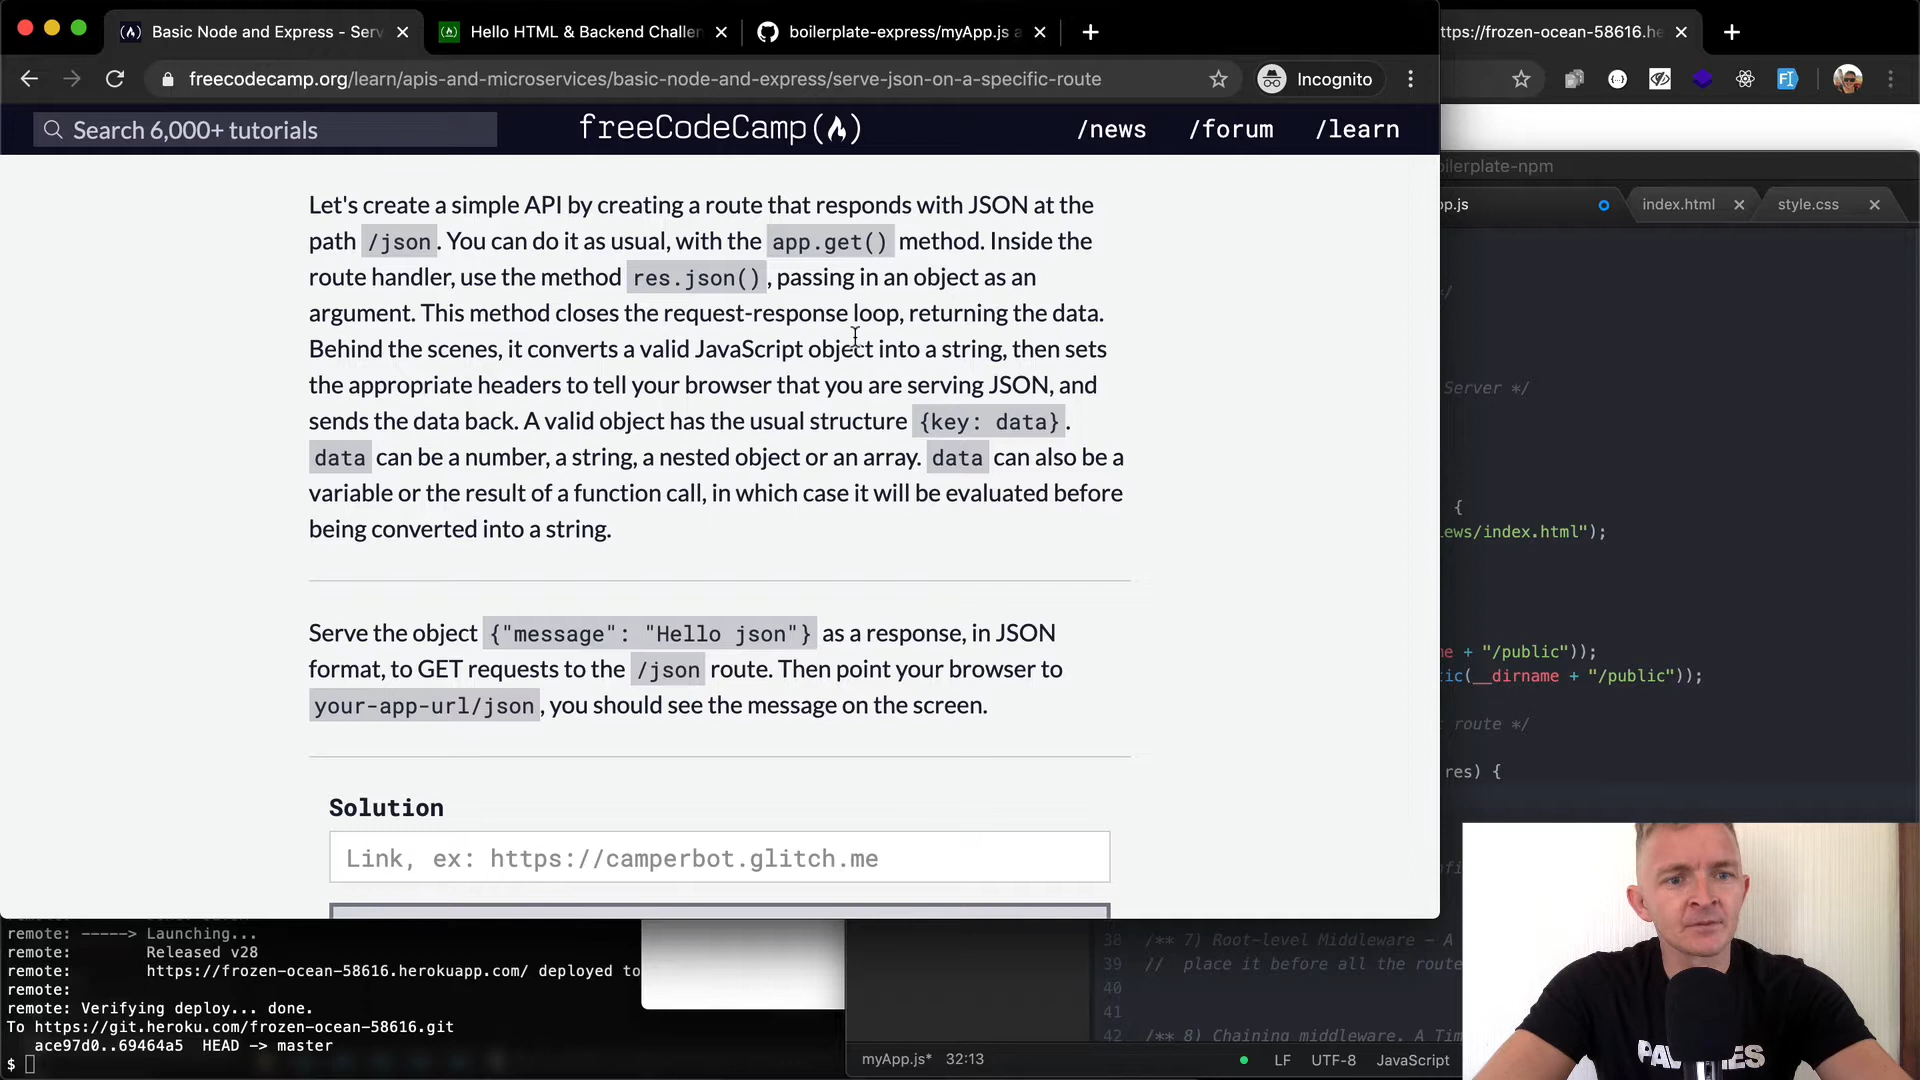 Basic Node and Express - Serv
Hello HTML & Backend Challen
boilerplate-express/myApp.js a
ttps://frozen-ocean-58616.he
freecodecamp.org/learn/apis-and-microservices/basic-node-and-express/serve-json-on-a-specific-route
Incognito
Search 6,000+ tutorials
freeCodeCamp
/news
/forum
/learn
oilerplate-npm
pp.js
index.html
style.css
Let's create a simple API by creating a route that responds with JSON at the
path /json. You can do it as usual, with the app.get() method. Inside the
route handler, use the method res.json(), passing in an object as an
argument. This method closes the request-response loop, returning the data.
Behind the scenes, it converts a valid JavaScript object into a string, then sets
the appropriate headers to tell your browser that you are serving JSON, and
sends the data back. A valid object has the usual structure {key: data}.
data can be a number, a string, a nested object or an array. data can also be a
variable or the result of a function call, in which case it will be evaluated before
being converted into a string.
Serve the object {"message": "Hello json"} as a response, in JSON
format, to GET requests to the /json route. Then point your browser to
your-app-url/json, you should see the message on the screen.
Solution
Link, ex: https://camperbot.glitch.me
*/
Server */
{
ews/index.html");
me + "/public"));
tic(__dirname + "/public"));
t route */
res) {
nfi
remote: -----> Launching...
remote: Released v28
remote: https://frozen-ocean-58616.herokuapp.com/ deployed to
remote:
remote: Verifying deploy... done.
To https://git.heroku.com/frozen-ocean-58616.git
ace97d0..69464a5 HEAD -> master
$
38 /** 7) Root-level Middleware - A
39 // place it before all the route
40
41
42 /** 8) Chaining middleware. A Tim
myApp.js* 32:13
LF UTF-8 JavaScript